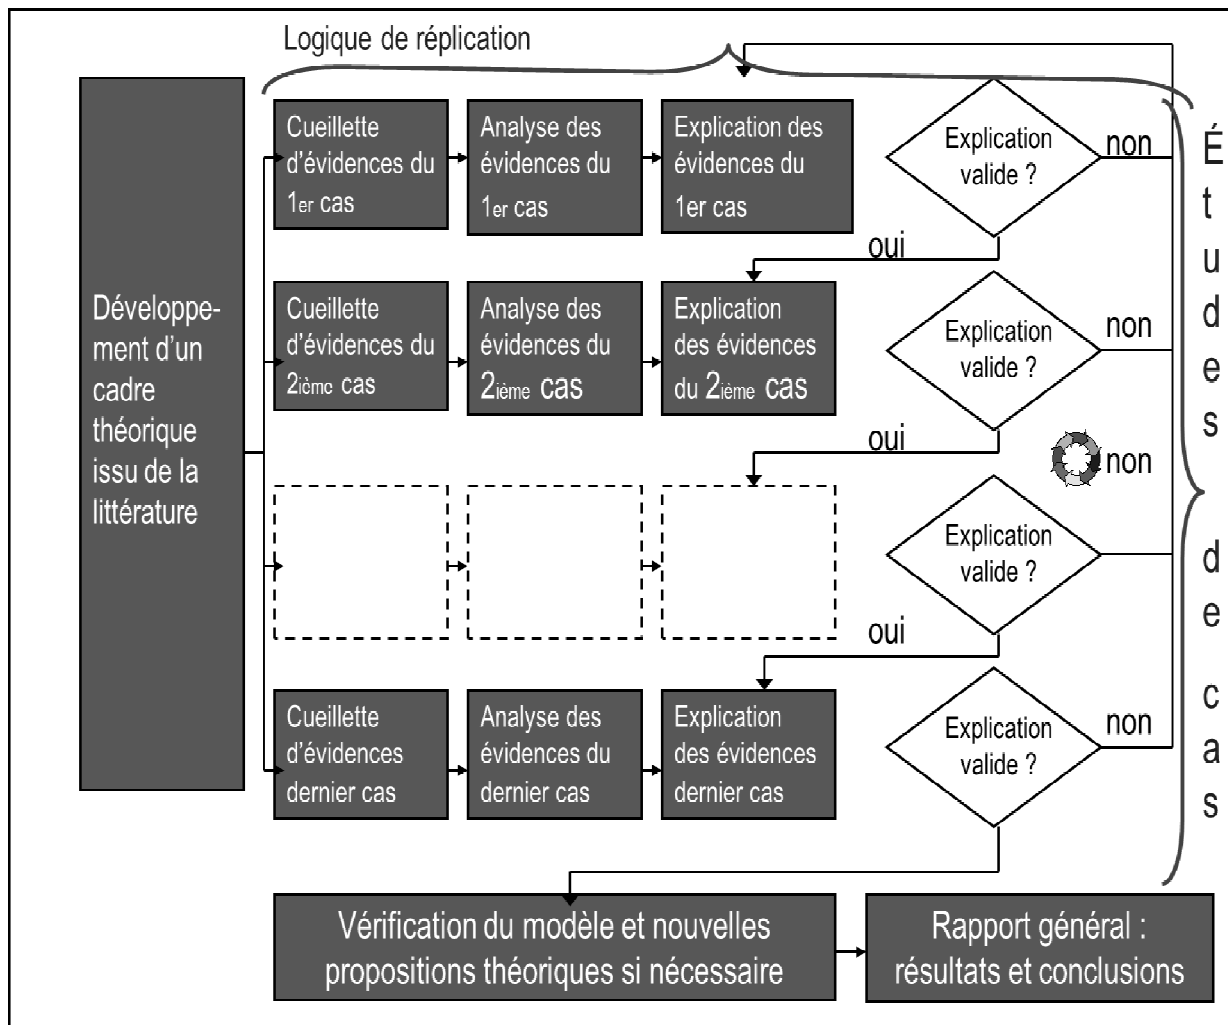 Logique de réplication
Développe-
ment d'un
cadre
théorique
issu de la
littérature
Cueillette
d'évidences du
1er cas
Analyse des
évidences du
1er cas
Explication des
évidences du
1er cas
Explication
valide ?
non
oui
Cueillette
d'évidences du
2ième cas
Analyse des
évidences du
2ième cas
Explication
des évidences
du 2ième cas
Explication
valide ?
non
oui
non
Explication
valide ?
oui
Cueillette
d'évidences
dernier cas
Analyse des
évidences du
dernier cas
Explication
des évidences
dernier cas
Explication
valide ?
non
Études de cas
Vérification du modèle et nouvelles
propositions théoriques si nécessaire
Rapport général :
résultats et conclusions